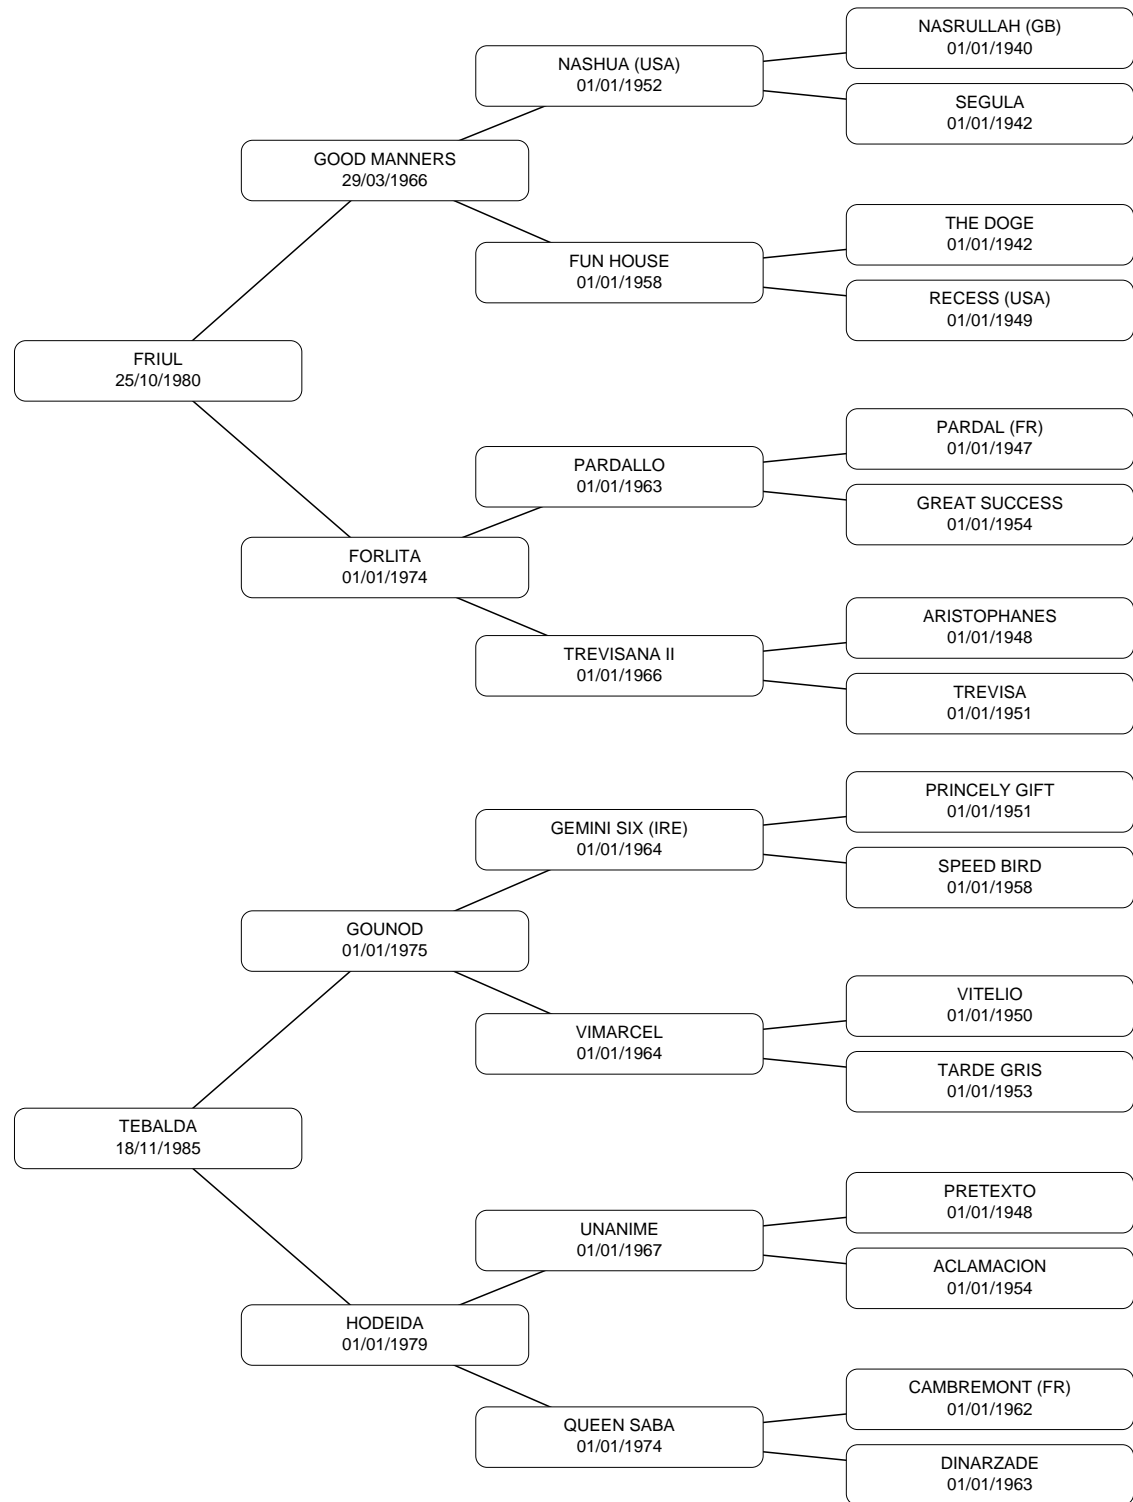 NASRULLAH (GB)
01/01/1940
NASHUA (USA)
01/01/1952
SEGULA
01/01/1942
GOOD MANNERS
29/03/1966
THE DOGE
01/01/1942
FUN HOUSE
01/01/1958
RECESS (USA)
01/01/1949
FRIUL
25/10/1980
PARDAL (FR)
01/01/1947
PARDALLO
01/01/1963
GREAT SUCCESS
01/01/1954
FORLITA
01/01/1974
ARISTOPHANES
01/01/1948
TREVISANA II
01/01/1966
TREVISA
01/01/1951
PRINCELY GIFT
01/01/1951
GEMINI SIX (IRE)
01/01/1964
SPEED BIRD
01/01/1958
GOUNOD
01/01/1975
VITELIO
01/01/1950
VIMARCEL
01/01/1964
TARDE GRIS
01/01/1953
TEBALDA
18/11/1985
PRETEXTO
01/01/1948
UNANIME
01/01/1967
ACLAMACION
01/01/1954
HODEIDA
01/01/1979
CAMBREMONT (FR)
01/01/1962
QUEEN SABA
01/01/1974
DINARZADE
01/01/1963